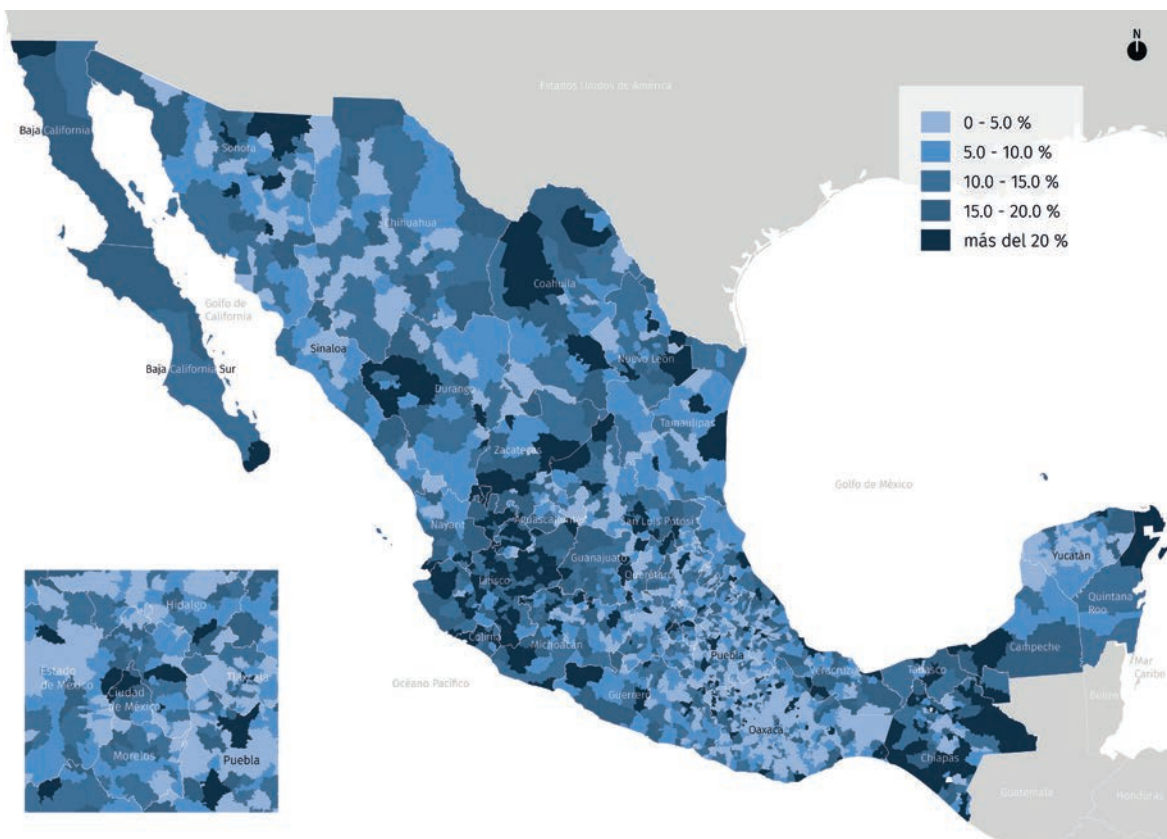 N
Estados Unidos de América
0 - 5.0 %
5.0 - 10.0 %
10.0 - 15.0 %
15.0 - 20.0 %
más del 20 %
Baja California
Sonora
Chihuahua
Coahuila
Golfo de
California
Sinaloa
Nuevo León
Baja California Sur
Durango
Tamaulipas
Zacatecas
Golfo de México
Nayarit
Aguascalientes
San Luis Potosí
Guanajuato
Querétaro
Jalisco
Yucatán
Quintana
Roo
Colima
Michoacán
Puebla
Campeche
Veracruz
Tabasco
Mar
Caribe
Océano Pacífico
Guerrero
Belize
Oaxaca
Chiapas
Guatemala
Honduras
Hidalgo
Estado
de México
Tlaxcala
Ciudad
de México
Morelos
Puebla